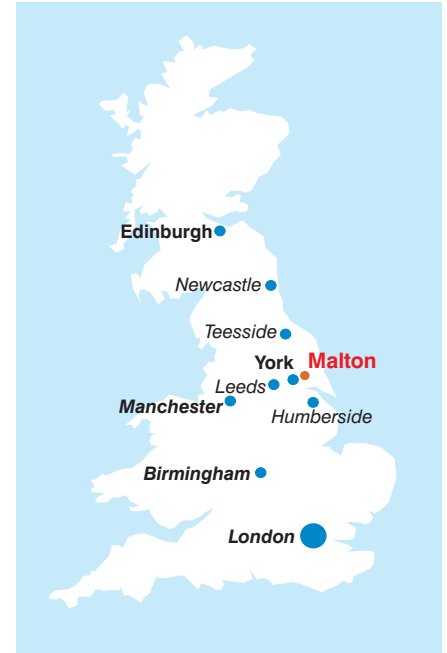 Edinburgh
Newcastle
Teesside
York Malton
Leeds
Manchester
Humberside
Birmingham
London